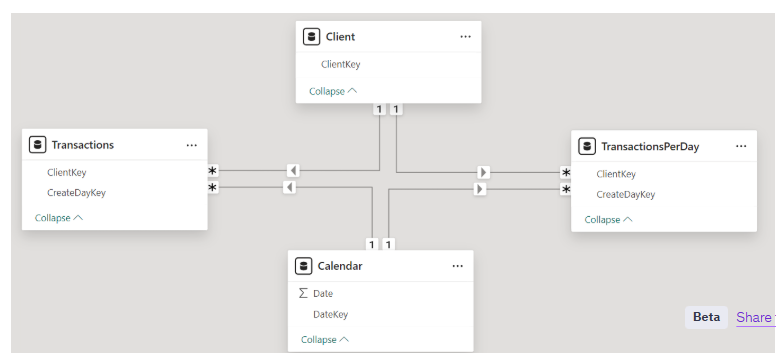 Client
ClientKey
Collapse
1 1
Transactions
ClientKey
CreateDayKey
Collapse
*
*
TransactionsPerDay
ClientKey
CreateDayKey
Collapse
*
*
1 1
Calendar
Σ Date
DateKey
Collapse
Beta Share